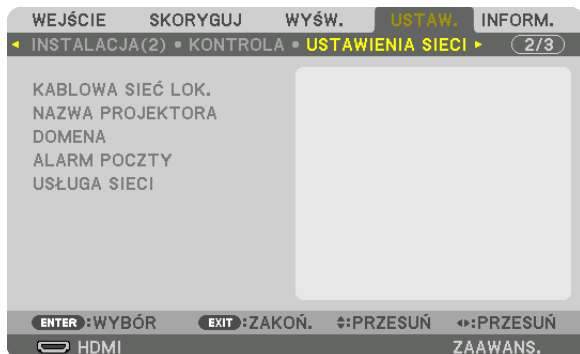 WEJŚCIE SKORYGUJ WYŚW. USTAW. INFORM.
INSTALACJA(2) • KONTROLA • USTAWIENIA SIECI 2/3
KABLOWA SIEĆ LOK.
NAZWA PROJEKTORA
DOMENA
ALARM POCZTY
USŁUGA SIECI
ENTER :WYBÓR EXIT :ZAKOŃ. :PRZESUŃ :PRZESUŃ
HDMI ZAAWANS.